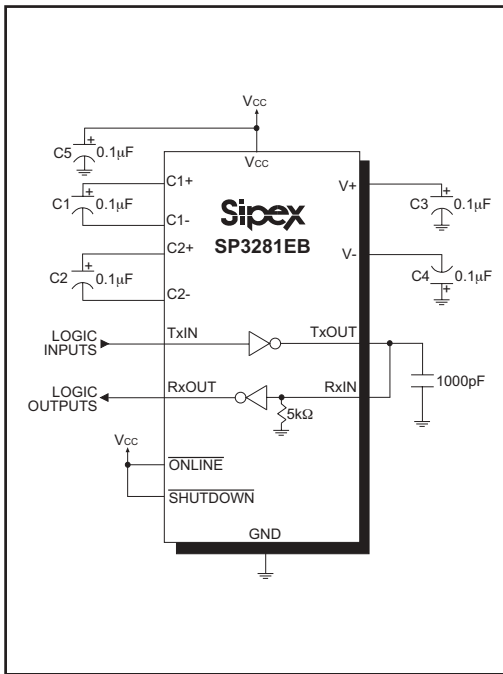 VCC
C5
+
0.1µF
VCC
C1+
C1
+
0.1µF
C1-
C2+
C2
+
0.1µF
C2-
Sipex
SP3281EB
V+
C3
+
0.1µF
V-
C4
+
0.1µF
LOGIC
INPUTS
TxIN
TxOUT
LOGIC
OUTPUTS
RxOUT
RxIN
5kΩ
1000pF
VCC
ONLINE
SHUTDOWN
GND